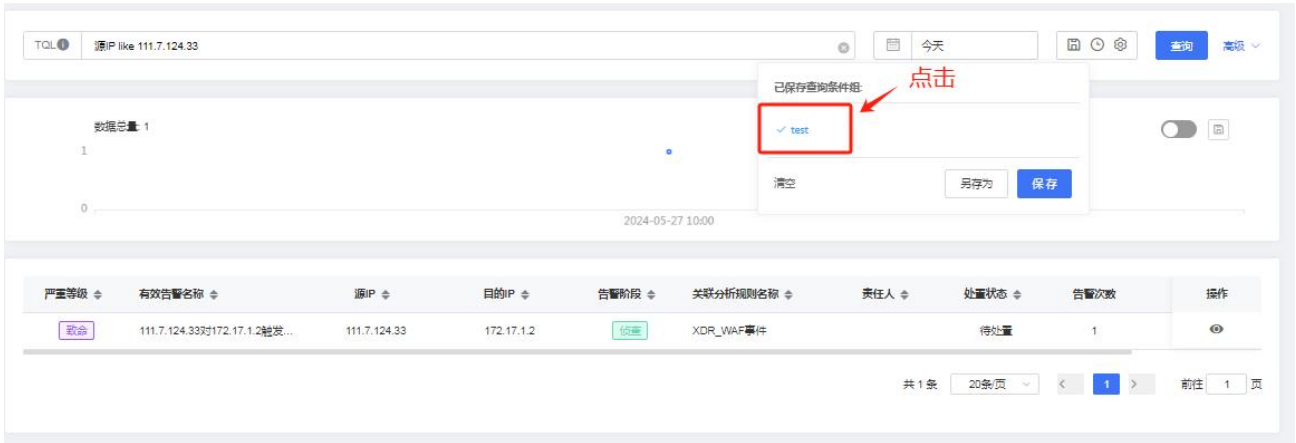 TQL 源IP like 111.7.124.33 今天 查询 高级
已保存查询条件组: 点击
test
清空 另存为 保存
数据总量: 1
1
0
2024-05-27 10:00
严重等级 有效告警名称 源IP 目的IP 告警阶段 关联分析规则名称 责任人 处置状态 告警次数 操作
致命 111.7.124.33对172.17.1.2触发... 111.7.124.33 172.17.1.2 侦查 XDR_WAF事件 待处置 1
共 1 条 20条/页 1 前往 1 页